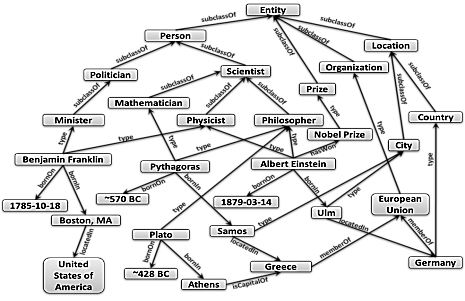 Entity
subclassOf
subclassOf
subclassOf
subclassOf
Person
Location
subclassOf
subclassOf
Politician
Scientist
Organization
subclassOf
subclassOf
subclassOf
subclassOf
Mathematician
Prize
subclassOf
subclassOf
Minister
Physicist
Philosopher
type
Country
Nobel Prize
type
type
type
type
type
hasWon
City
type
type
Benjamin Franklin
Pythagoras
Albert Einstein
bornOn
bornIn
bornOn
bornIn
bornOn
bornIn
type
1785-10-18
~570 BC
1879-03-14
European
Union
Boston, MA
type
Ulm
type
locatedIn
Plato
Samos
locatedIn
memberOf
locatedIn
bornOn
bornIn
memberOf
United
States of
America
~428 BC
Greece
Germany
Athens
isCapitalOf